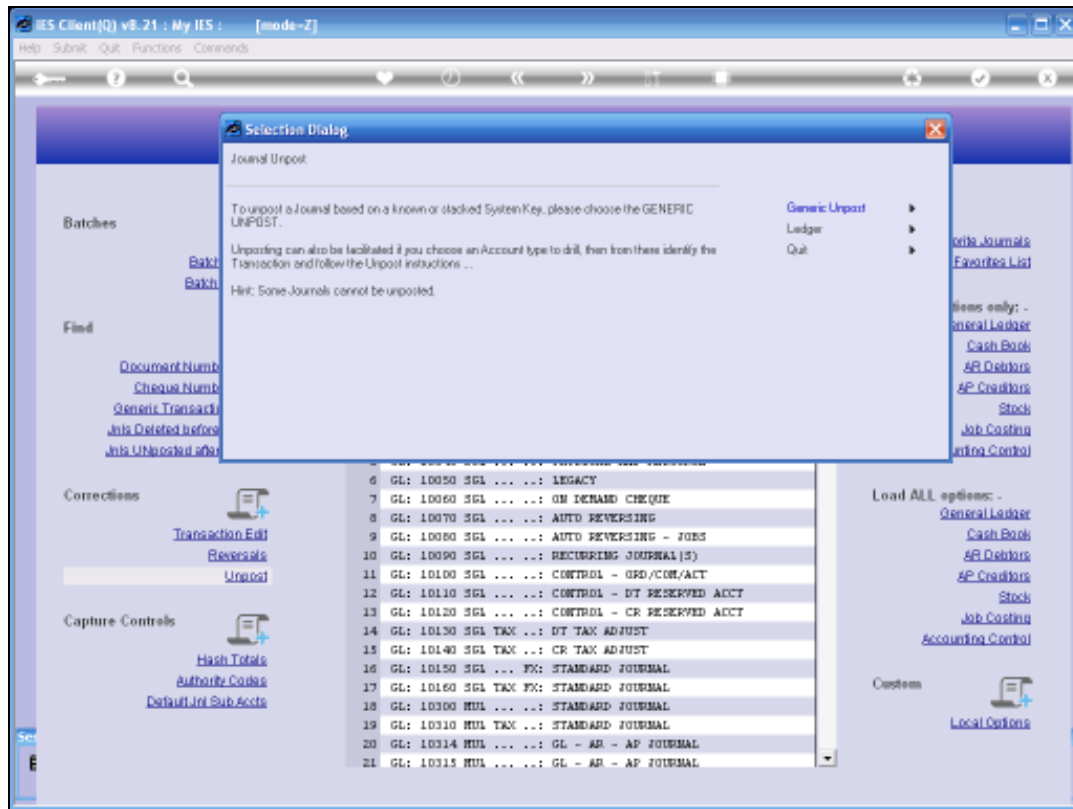 IES Client(Q) v8.21 : My IES :      [mode=Z]
Help Submit Quit Functions Commands
Selection Dialog
Journal Unpost
To unpost a Journal based on a known or stacked System Key, please choose the GENERIC
UNPOST.
Unposting can also be facilitated if you choose an Account type to drill, then from there identify the
Transaction and follow the Unpost instructions ...
Hint: Some Journals cannot be unposted.
Generic Unpost
Ledger
Quit
Batches
Find
Document Numb
Cheque Numb
Generic Transacti
Jnls Deleted before
Jnls UNposted after
Corrections
Transaction Edit
Reversals
Unpost
Capture Controls
Hash Totals
Authority Codes
Default Jnl Sub Accts
6 GL: 10050 SGL ... ..: LEGACY
7 GL: 10060 SGL ... ..: ON DEMAND CHEQUE
8 GL: 10070 SGL ... ..: AUTO REVERSING
9 GL: 10080 SGL ... ..: AUTO REVERSING - JOBS
10 GL: 10090 SGL ... ..: RECURRING JOURNAL(S)
11 GL: 10100 SGL ... ..: CONTROL - ORD/COM/ACT
12 GL: 10110 SGL ... ..: CONTROL - DT RESERVED ACCT
13 GL: 10120 SGL ... ..: CONTROL - CR RESERVED ACCT
14 GL: 10130 SGL TAX ..: DT TAX ADJUST
15 GL: 10140 SGL TAX ..: CR TAX ADJUST
16 GL: 10150 SGL ... FX: STANDARD JOURNAL
17 GL: 10160 SGL TAX FX: STANDARD JOURNAL
18 GL: 10300 MUL ... ..: STANDARD JOURNAL
19 GL: 10310 MUL TAX ..: STANDARD JOURNAL
20 GL: 10314 MUL ... ..: GL - AR - AP JOURNAL
21 GL: 10315 MUL ... ..: GL - AR - AP JOURNAL
orite Journals
Favorites List
tions only: -
eneral Ledger
Cash Book
AR Debtors
AP Creditors
Stock
Job Costing
unting Control
Load ALL options: -
General Ledger
Cash Book
AR Debtors
AP Creditors
Stock
Job Costing
Accounting Control
Custom
Local Options